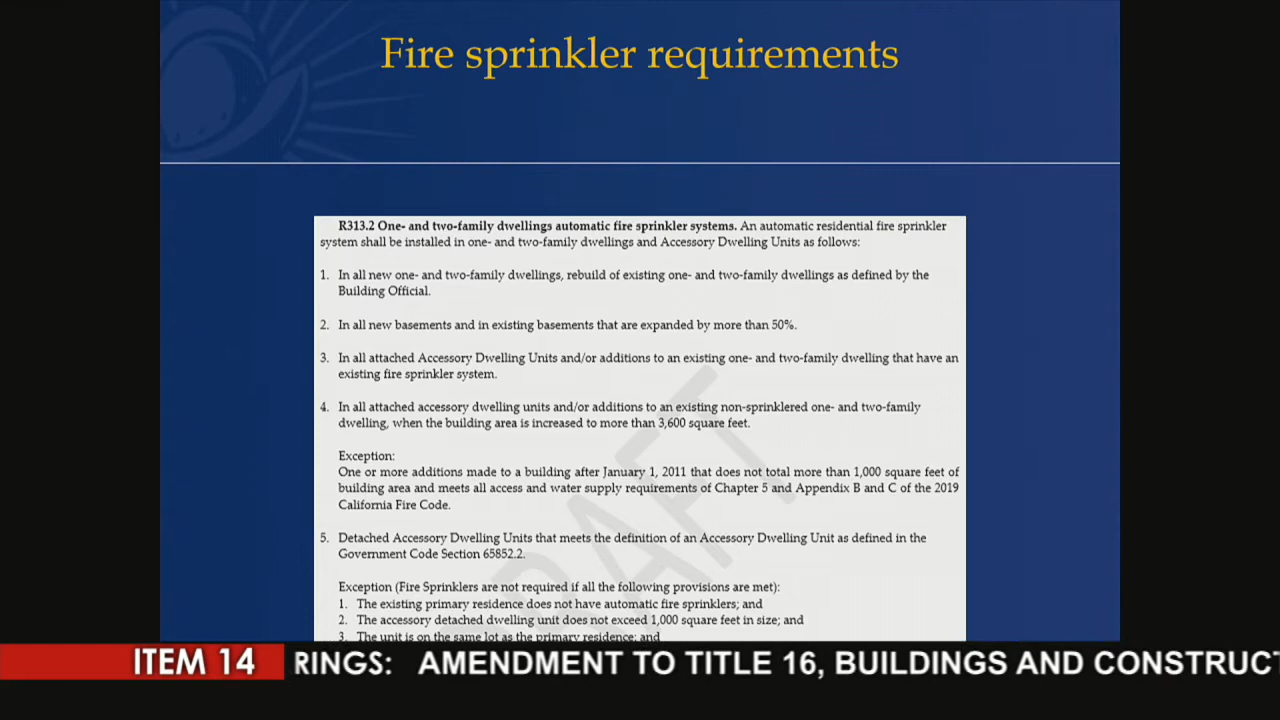 Fire sprinkler requirements
R313.2 One- and two-family dwellings automatic fire sprinkler systems. An automatic residential fire sprinkler
system shall be installed in one- and two-family dwellings and Accessory Dwelling Units as follows:
1. In all new one- and two-family dwellings, rebuild of existing one- and two-family dwellings as defined by the
Building Official.
2. In all new basements and in existing basements that are expanded by more than 50%.
3. In all attached Accessory Dwelling Units and/or additions to an existing one- and two-family dwelling that have an
existing fire sprinkler system.
4. In all attached accessory dwelling units and/or additions to an existing non-sprinklered one- and two-family
dwelling, when the building area is increased to more than 3,600 square feet.
Exception:
One or more additions made to a building after January 1, 2011 that does not total more than 1,000 square feet of
building area and meets all access and water supply requirements of Chapter 5 and Appendix B and C of the 2019
California Fire Code.
5. Detached Accessory Dwelling Units that meets the definition of an Accessory Dwelling Unit as defined in the
Government Code Section 65852.2.
Exception (Fire Sprinklers are not required if all the following provisions are met):
1. The existing primary residence does not have automatic fire sprinklers; and
2. The accessory detached dwelling unit does not exceed 1,000 square feet in size; and
3. The unit is on the same lot as the primary residence; and
DRAFT
ITEM 14 RINGS: AMENDMENT TO TITLE 16, BUILDINGS AND CONSTRUCT